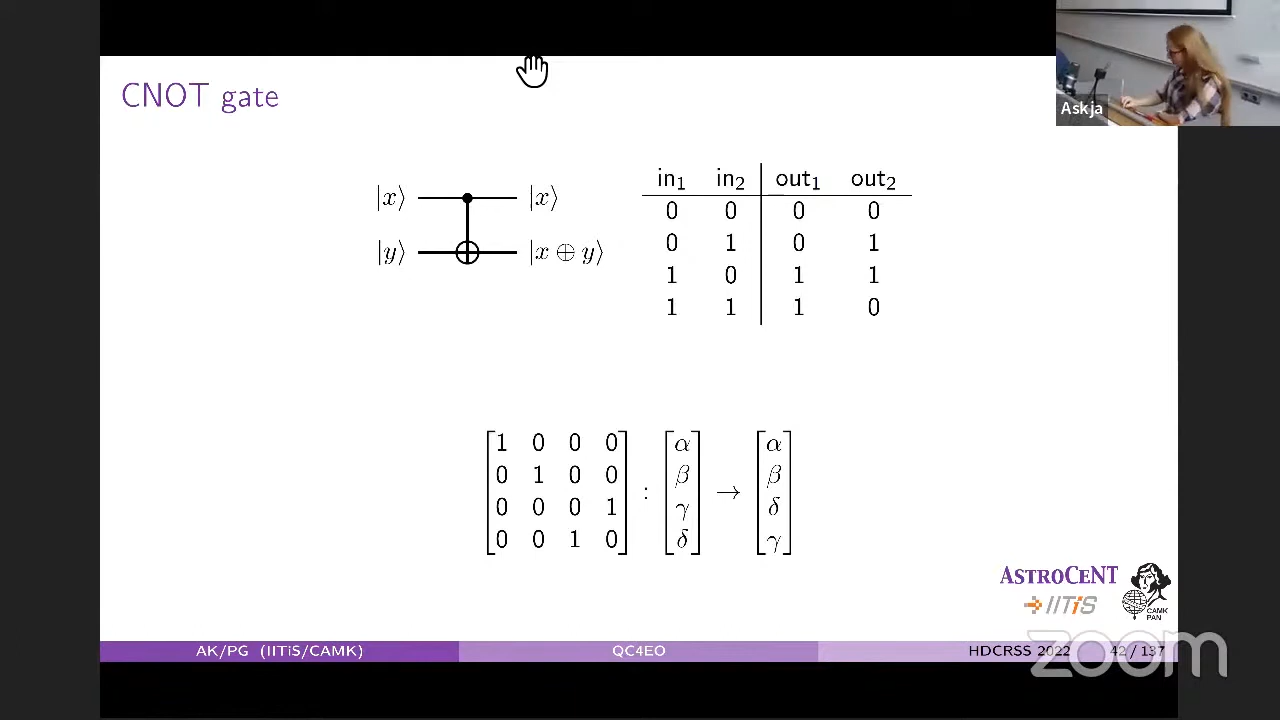 CNOT gate
Askja
|x⟩ |x⟩
|y⟩ |x ⊕ y⟩
in₁ in₂ out₁ out₂
0 0 0 0
0 1 0 1
1 0 1 1
1 1 1 0
1 0 0 0 α α
0 1 0 0 β β
: →
0 0 0 1 γ δ
0 0 1 0 δ γ
ASTROCENT
IITiS
CAMK
PAN
AK/PG (IITiS/CAMK) QC4EO HDCRSS 2022 42 / 137
zoom